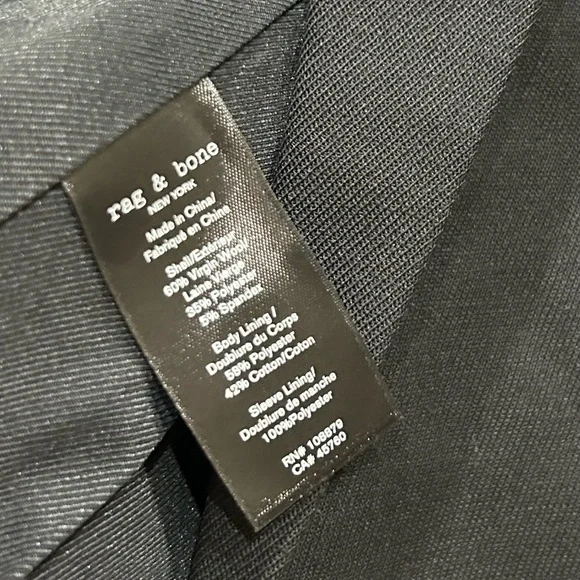 rag & bone
NEW YORK
Made in China/
Fabriqué en China
Shell/Extérieur
60% Virgin Wool/
Laine Vierge
35% Polyester
5% Spandex
Body Lining /
Doublure du Corps
58% Polyester
42% Cotton/Coton
Sleeve Lining/
Doublure de manche
100%Polyester
RN# 108879
CA# 45760